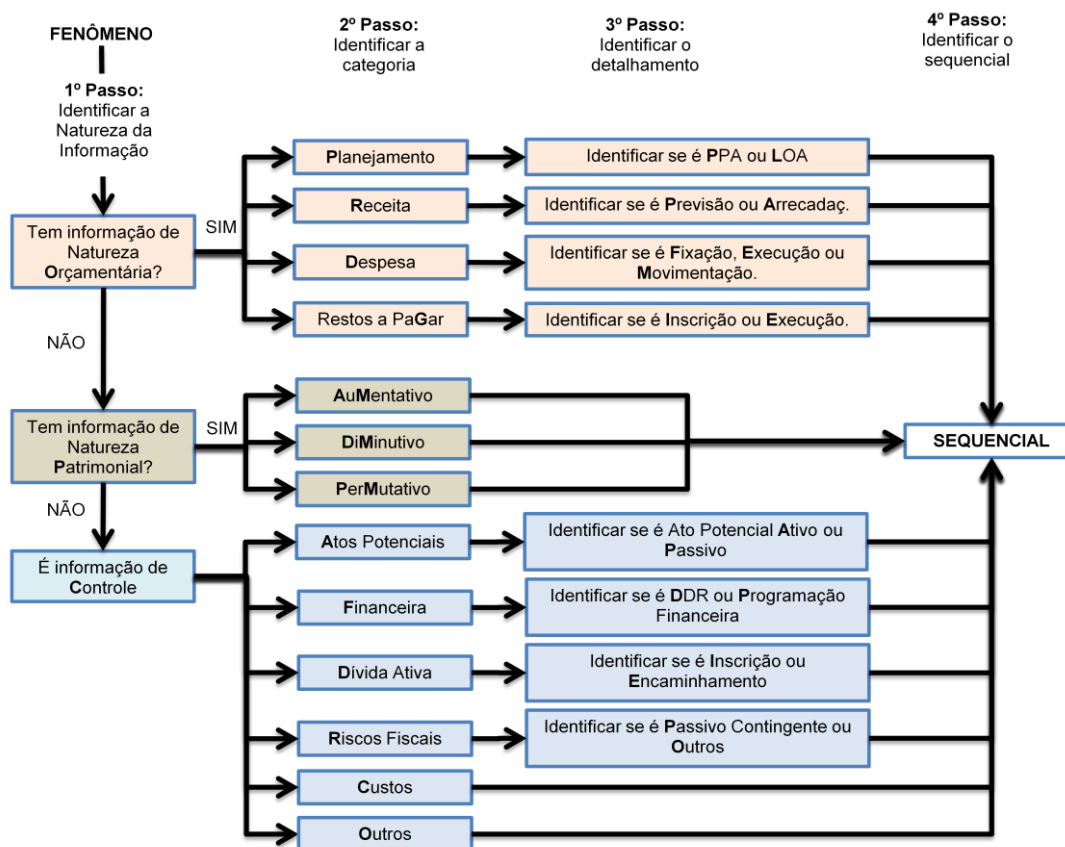 FENÔMENO
1º Passo:
Identificar a
Natureza da
Informação
2º Passo:
Identificar a
categoria
3º Passo:
Identificar o
detalhamento
4º Passo:
Identificar o
sequencial
Tem informação de
Natureza
Orçamentária?
SIM
NÃO
Planejamento
Identificar se é PPA ou LOA
Receita
Identificar se é Previsão ou Arrecadaç.
Despesa
Identificar se é Fixação, Execução ou
Movimentação.
Restos a PaGar
Identificar se é Inscrição ou Execução.
Tem informação de
Natureza
Patrimonial?
SIM
NÃO
AuMentativo
DiMinutivo
PerMutativo
SEQUENCIAL
É informação de
Controle
Atos Potenciais
Identificar se é Ato Potencial Ativo ou
Passivo
Financeira
Identificar se é DDR ou Programação
Financeira
Dívida Ativa
Identificar se é Inscrição ou
Encaminhamento
Riscos Fiscais
Identificar se é Passivo Contingente ou
Outros
Custos
Outros